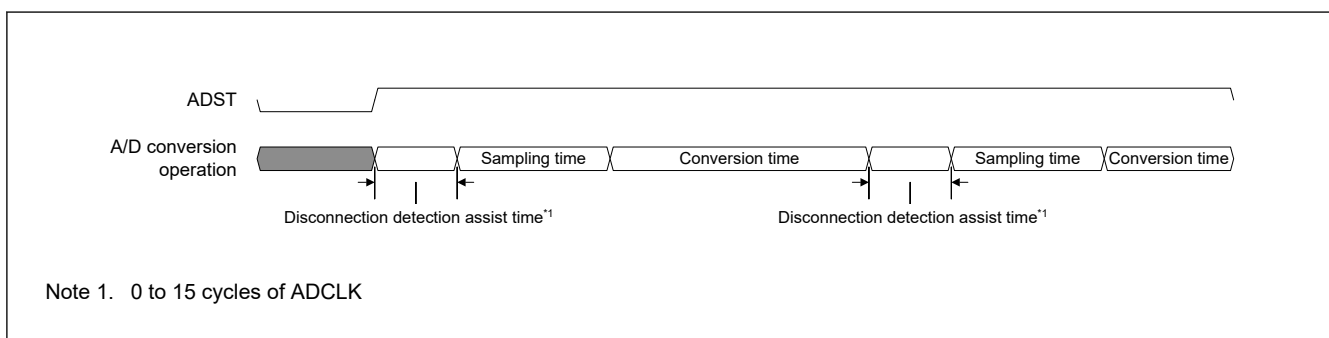 ADST
A/D conversion
operation
Sampling time
Conversion time
Sampling time
Conversion time
Disconnection detection assist time*1
Disconnection detection assist time*1
Note 1. 0 to 15 cycles of ADCLK